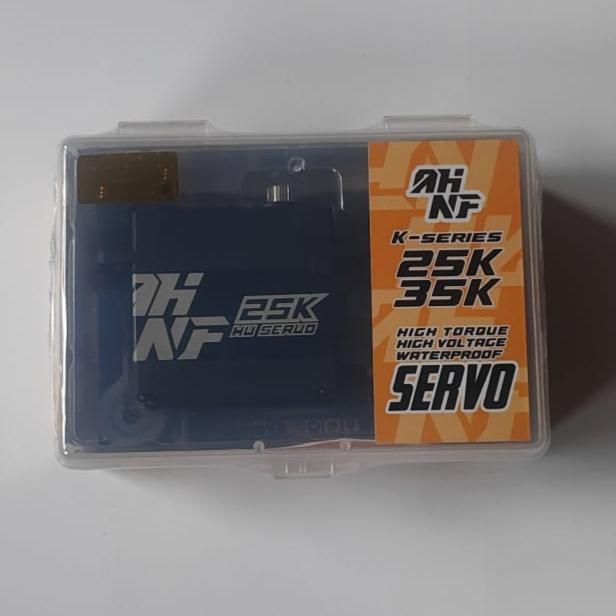 AH
NF
25K
HV SERVO
AH
NF
K-SERIES
25K
35K
HIGH TORQUE
HIGH VOLTAGE
WATERPROOF
SERVO